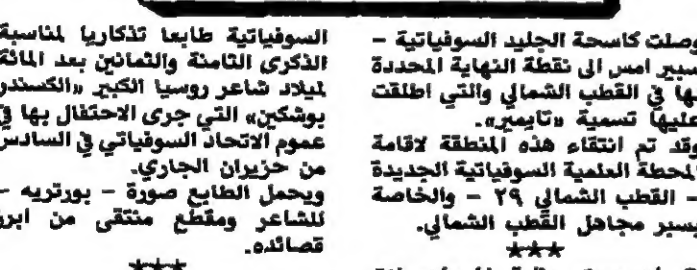 وصلت كاسحة الجليد السوفياتية –
سيبر امس الى نقطة النهاية المحددة
لها في القطب الشمالي والتي اطلقت
عليها تسمية «تايمير».
وقد تم انتقاء هذه المنطقة لاقامة
المحطة العلمية السوفياتية الجديدة
– القطب الشمالي ٢٩ – والخاصة
بسبر مجاهل القطب الشمالي.
***
السوفياتية طابعا تذكاريا لمناسبة
الذكرى الثامنة والثمانين بعد المائة
لميلاد شاعر روسيا الكبير «الكسندر
بوشكين» التي جرى الاحتفال بها في
عموم الاتحاد السوفياتي في السادس
من حزيران الجاري.
ويحمل الطابع صورة – بورتريه –
للشاعر ومقطع منتقى من ابرز
قصائده.
***